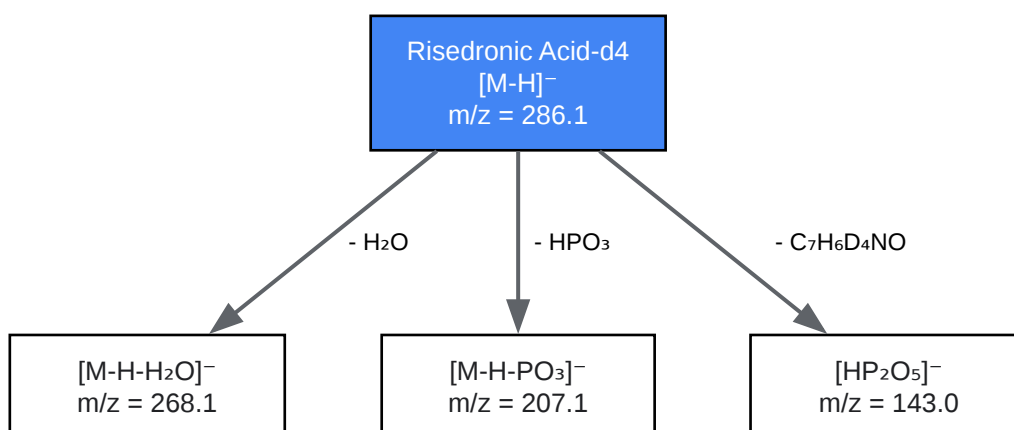 Risedronic Acid-d4
[M-H]⁻
m/z = 286.1
- H₂O
- HPO₃
- C₇H₆D₄NO
[M-H-H₂O]⁻
m/z = 268.1
[M-H-PO₃]⁻
m/z = 207.1
[HP₂O₅]⁻
m/z = 143.0